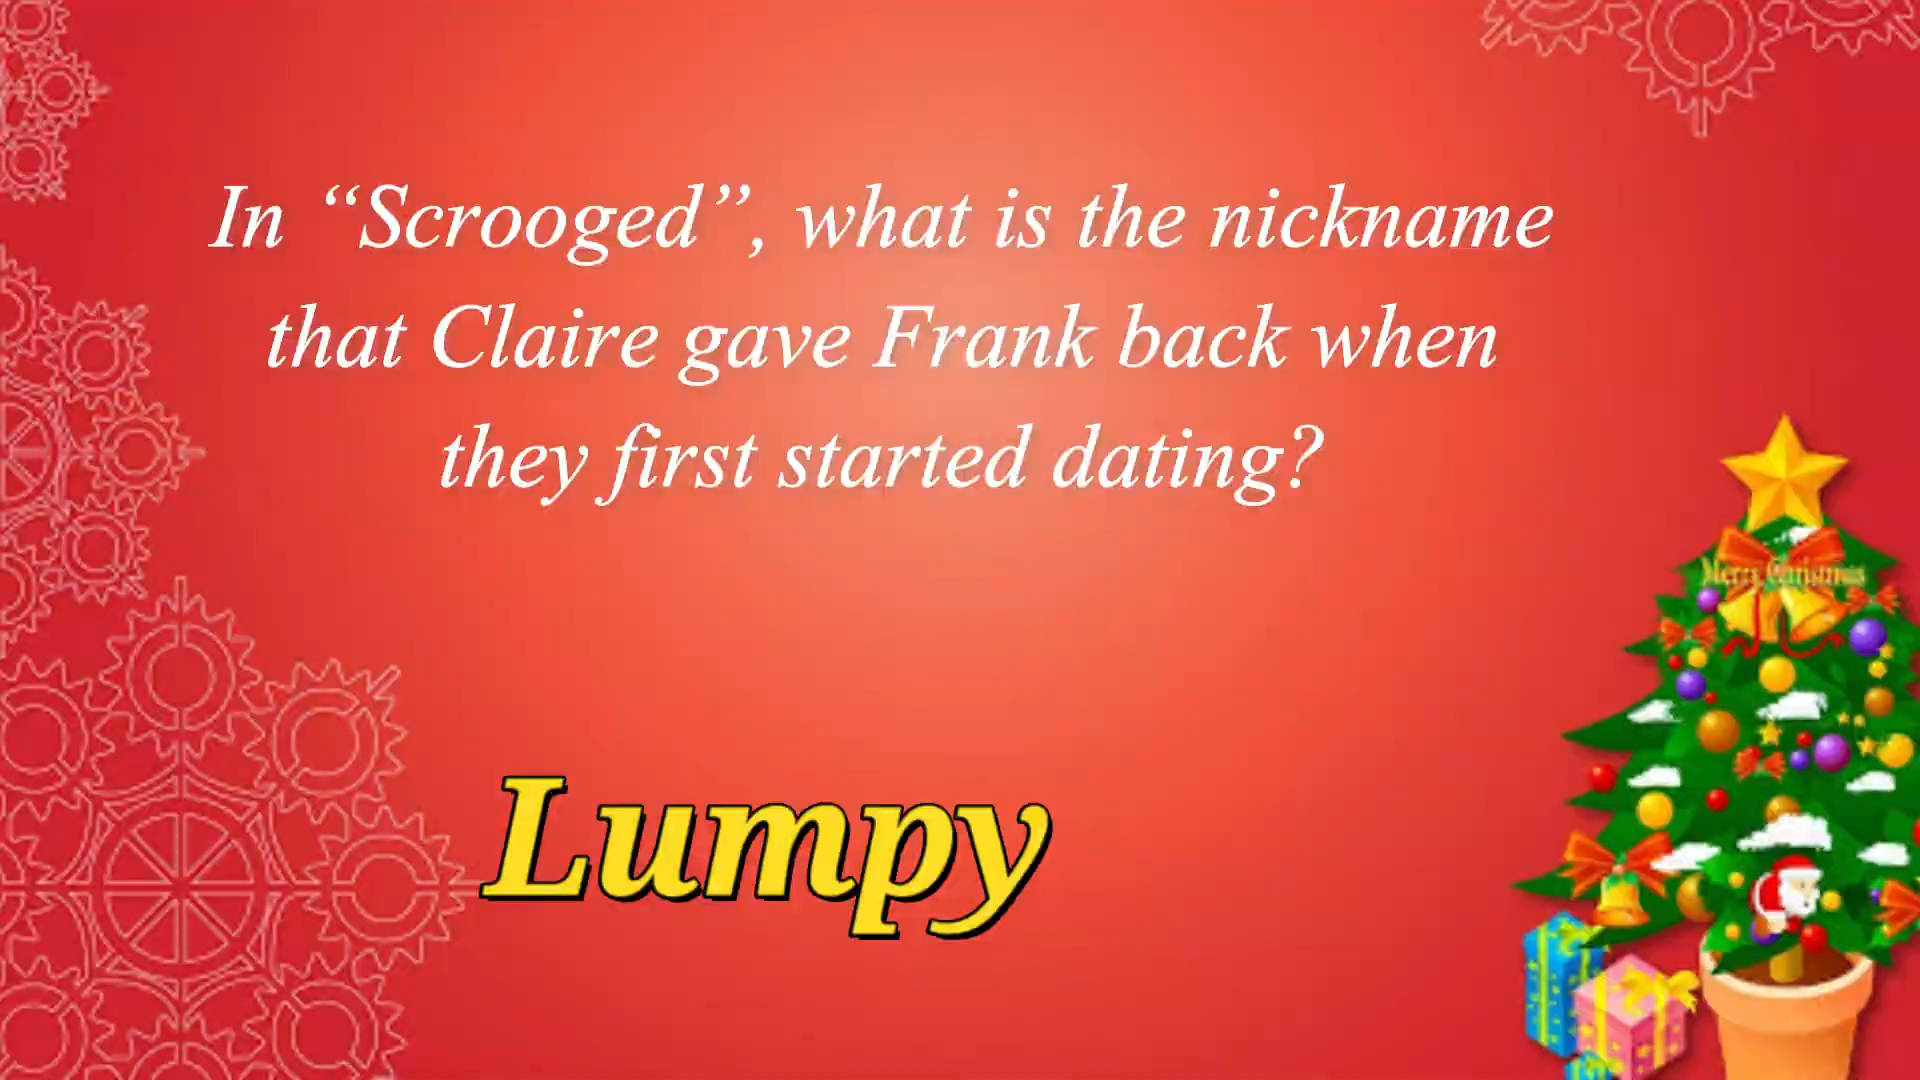 In “Scrooged”, what is the nickname
that Claire gave Frank back when
they first started dating?
Merry Christmas
Lumpy